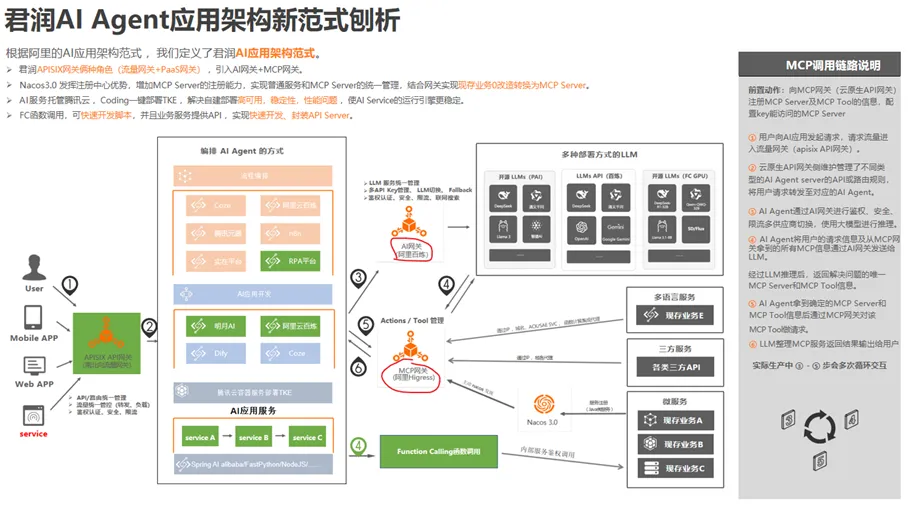 君润AI Agent应用架构新范式刨析
根据阿里的AI应用架构范式，我们定义了君润AI应用架构范式。
➢ 君润APISIX网关俩种角色（流量网关+PaaS网关），引入AI网关+MCP网关。
➢ Nacos3.0 发挥注册中心优势，增加MCP Server的注册能力，实现普通服务和MCP Server的统一管理，结合网关实现现存业务0改造转换为MCP Server。
➢ AI服务托管腾讯云，Coding一键部署TKE，解决自建部署高可用，稳定性，性能问题，使AI Service的运行引擎更稳定。
➢ FC函数调用，可快速开发脚本，并且业务服务提供API，实现快速开发、封装API Server。
User
Mobile APP
Web APP
service
①
APISIX API网关
➢ API/路由统一管理
➢ 流量统一管控（转发，负载）
➢ 鉴权认证、安全、限流
②
编排 AI Agent 的方式
流程编排
Coze
阿里云百炼
腾讯元器
n8n
实在平台
RPA平台
AI应用开发
明月AI
阿里云百炼
Dify
Coze
腾讯云容器服务部署TKE
AI应用服务
service A
service B
service C
Spring AI alibaba/FastPython/NodeJS/......
➢ LLM 服务统一管理
➢ 多API Key管理、LLM切换、Fallback
➢ 鉴权认证、安全、限流、联网搜索
AI网关
(阿里百炼)
③
④
⑤
⑥
Actions / Tool 管理
MCP网关
(阿里Higress)
④
Function Calling函数调用
内部服务鉴权调用
Nacos 3.0
服务注册
多种部署方式的LLM
开源 LLMs（PAI）
DeepSeek
通义千问
Llama 3
......
LLMs API（百炼）
DeepSeek
通义千问
OpenAI
Gemini
Google Gemini
......
开源 LLMs（FC GPU）
DeepSeek
Llama 3.1-8B
......
多语言服务
现存业务E
三方服务
各类三方API
微服务
现存业务A
现存业务B
现存业务C
MCP调用链路说明
前置动作：向MCP网关（云原生API网关）
注册MCP Server及MCP Tool的信息，配
置key能访问的MCP Server
① 用户向AI应用发起请求，请求流量进
入流量网关（apisix API网关）。
② 云原生API网关侧维护管理了不同类
型的AI Agent server的API或路由规则，
将用户请求转发至对应的AI Agent。
③ AI Agent通过AI网关进行鉴权、安全、
限流多供应商切换，使用大模型进行推理。
④ AI Agent将用户的请求信息及从MCP网
关拿到的所有MCP信息通过AI网关发送给
LLM。
经过LLM推理后，返回解决问题的唯一
MCP Server和MCP Tool信息。
⑤ AI Agent拿到确定的MCP Server和
MCP Tool信息后通过MCP网关对该
MCP Tool做请求。
⑥ LLM整理MCP服务返回结果输出给用户
实际生产中 ③ - ⑤ 步会多次循环交互
3
4
5